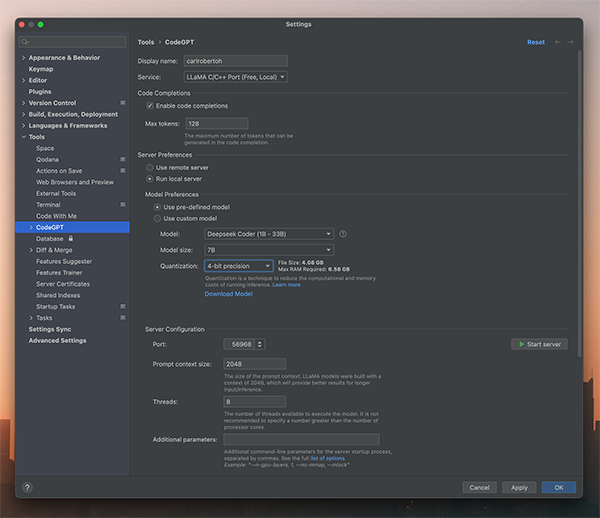 Settings
Tools › CodeGPT
Reset
Appearance & Behavior
Keymap
Editor
Plugins
Version Control
Build, Execution, Deployment
Languages & Frameworks
Tools
Space
Qodana
Actions on Save
Web Browsers and Preview
External Tools
Terminal
Code With Me
CodeGPT
Database
Diff & Merge
Features Suggester
Features Trainer
Server Certificates
Shared Indexes
Startup Tasks
Tasks
Settings Sync
Advanced Settings
Display name: carlrobertoh
Service: LLaMA C/C++ Port (Free, Local)
Code Completions
Enable code completions
Max tokens: 128
The maximum number of tokens that can be
generated in the code completion.
Server Preferences
Use remote server
Run local server
Model Preferences
Use pre-defined model
Use custom model
Model: Deepseek Coder (1B - 33B)
Model size: 7B
Quantization: 4-bit precision
File Size: 4.08 GB
Max RAM Required: 6.58 GB
Quantization is a technique to reduce the computational and memory
costs of running inference. Learn more
Download Model
Server Configuration
Port: 56968
Start server
Prompt context size: 2048
The size of the prompt context. LLaMA models were built with a
context of 2048, which will provide better results for longer
input/inference.
Threads: 8
The number of threads available to execute the model. It is not
recommended to specify a number greater than the number of
processor cores.
Additional parameters:
Additional command-line parameters for the server startup process,
separated by commas. See the full list of options.
Example: "--n-gpu-layers, 1, --no-mmap, --mlock"
?
Cancel
Apply
OK